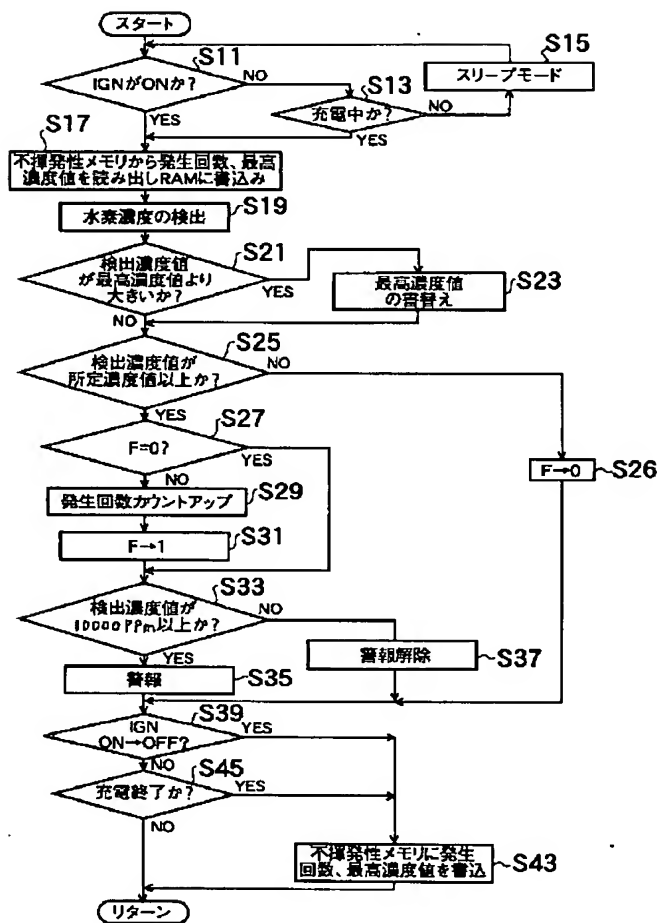 スタート
S11
IGNがONか?
NO
YES
S13
充電中か?
NO
YES
S15
スリープモード
S17
不揮発性メモリから発生回数、最高
濃度値を読み出しRAMに書込み
S19
水素濃度の検出
S21
検出濃度値
が最高濃度値より
大きいか?
YES
NO
S23
最高濃度値
の書替え
S25
検出濃度値が
所定濃度値以上か?
NO
YES
S26
F→0
S27
F=0?
YES
NO
S29
発生回数カウントアップ
S31
F→1
S33
検出濃度値が
10000PPm以上か?
NO
YES
S35
警報
S37
警報解除
S39
IGN
ON→OFF?
YES
NO
S45
充電終了か?
YES
NO
S43
不揮発性メモリに発生
回数、最高濃度値を書込
リターン